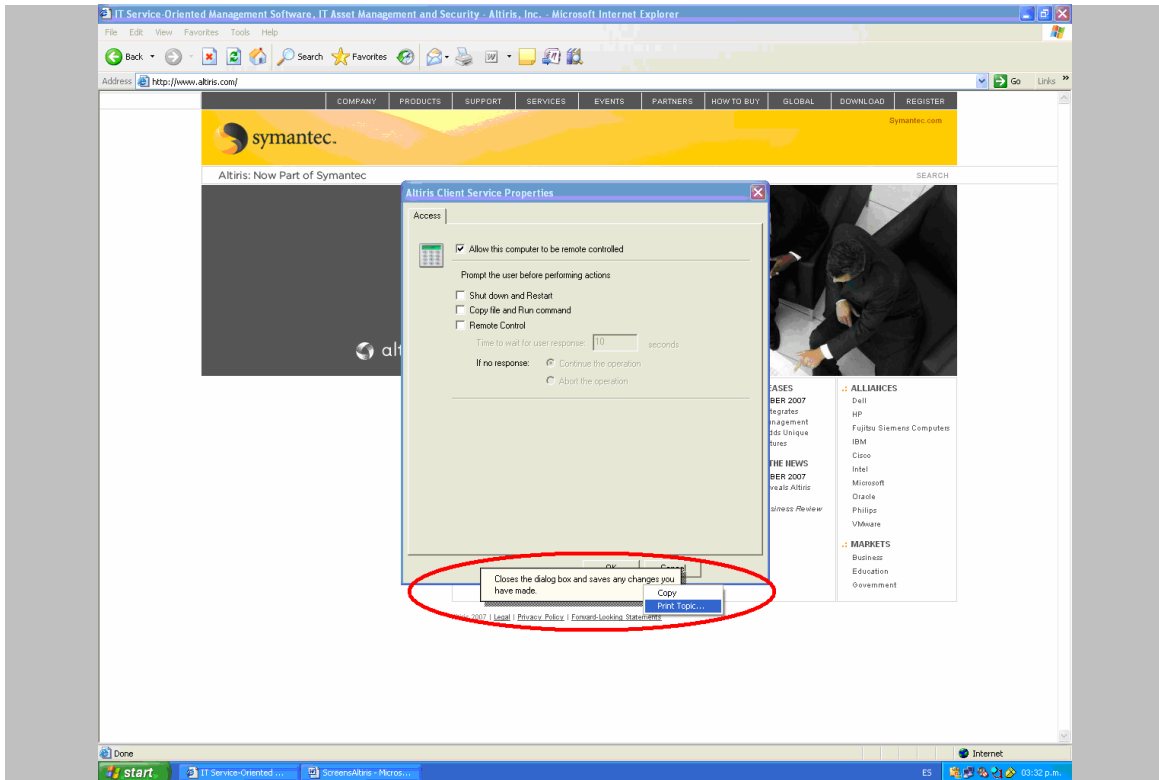 IT Service-Oriented Management Software, IT Asset Management and Security - Altiris, Inc. - Microsoft Internet Explorer
File Edit View Favorites Tools Help
Back Search Favorites
Address http://www.altiris.com/ Go Links »
COMPANY PRODUCTS SUPPORT SERVICES EVENTS PARTNERS HOW TO BUY GLOBAL DOWNLOAD REGISTER
Symantec.com
symantec.
Altiris: Now Part of Symantec SEARCH
Altiris Client Service Properties
Access
Allow this computer to be remote controlled
Prompt the user before performing actions
Shut down and Restart
Copy file and Run command
Remote Control
Time to wait for user response: 10 seconds
If no response: Continue the operation
Abort the operation
alt
EASES
BER 2007
tegrates
nagement
dds Unique
tures
THE NEWS
BER 2007
veals Altiris
siness Review
.: ALLIANCES
Dell
HP
Fujitsu Siemens Computers
IBM
Cisco
Intel
Microsoft
Oracle
Philips
VMware
.: MARKETS
Business
Education
Government
OK Cancel
Closes the dialog box and saves any changes you
have made.
Copy
Print Topic...
2007 | Legal | Privacy Policy | Forward-Looking Statements
Done Internet
start IT Service-Oriented ... ScreensAltiris - Micros... ES 03:32 p.m.